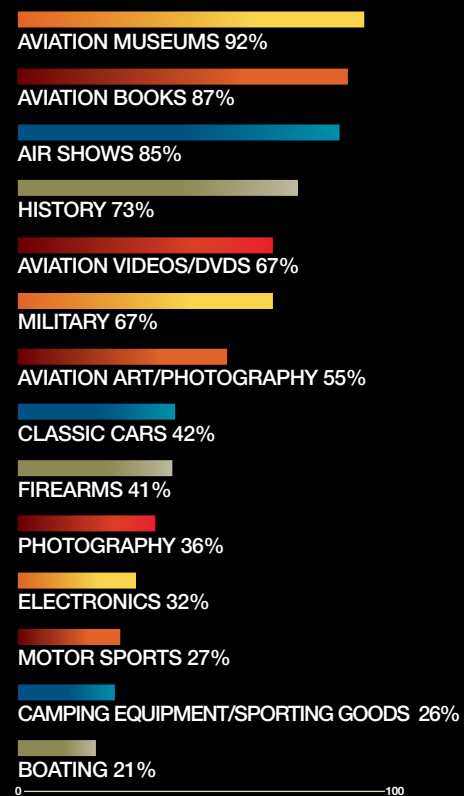 AVIATION MUSEUMS 92%
AVIATION BOOKS 87%
AIR SHOWS 85%
HISTORY 73%
AVIATION VIDEOS/DVDS 67%
MILITARY 67%
AVIATION ART/PHOTOGRAPHY 55%
CLASSIC CARS 42%
FIREARMS 41%
PHOTOGRAPHY 36%
ELECTRONICS 32%
MOTOR SPORTS 27%
CAMPING EQUIPMENT/SPORTING GOODS 26%
BOATING 21%
0 100